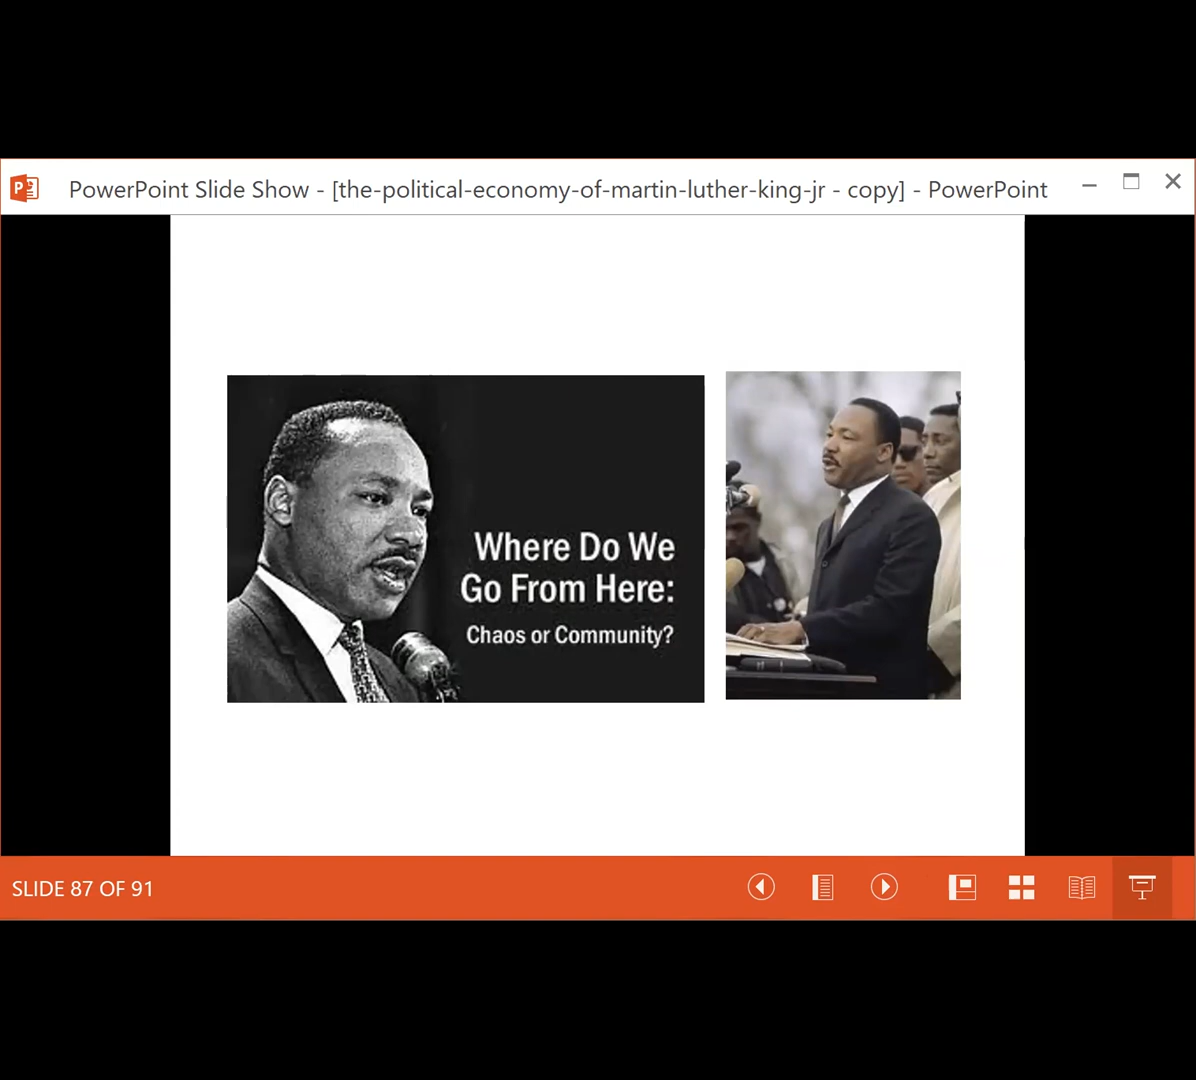 PowerPoint Slide Show - [the-political-economy-of-martin-luther-king-jr - copy] - PowerPoint
Where Do We
Go From Here:
Chaos or Community?
SLIDE 87 OF 91